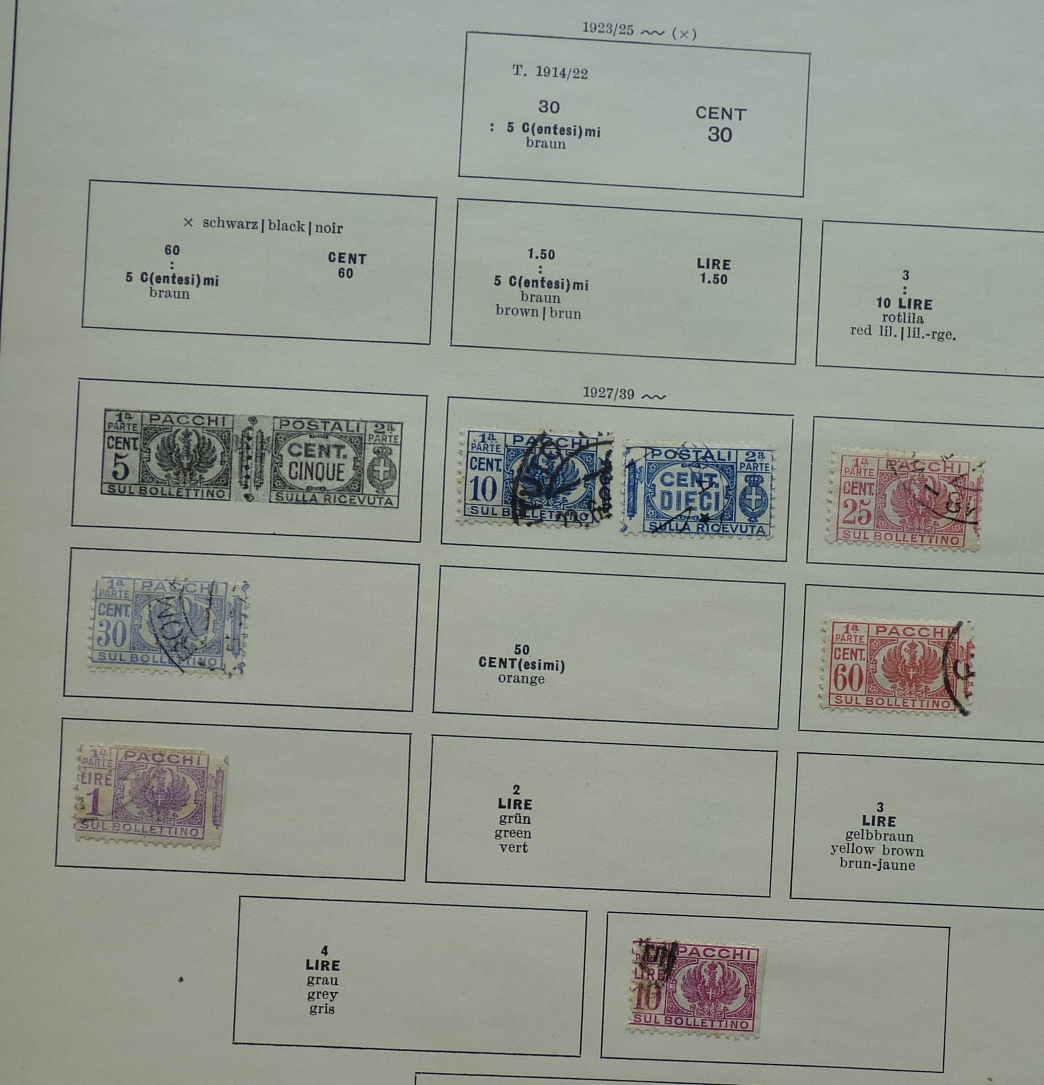 1923/25 (×)
T. 1914/22
30
: 5 C(entesi)mi
braun
CENT
30
× schwarz|black|noir
60
:
5 C(entesi)mi
braun
CENT
60
1.50
:
5 C(entesi)mi
braun
brown|brun
LIRE
1.50
3
:
10 LIRE
rotlila
red lil.|lil.-rge.
1927/39
1ª PARTE
PACCHI
POSTALI
2ª PARTE
CENT.
5
CENT.
CINQUE
SUL BOLLETTINO
SULLA RICEVUTA
1ª PARTE
PACCHI
CENT.
10
SUL BOLLETTINO
POSTALI
2ª PARTE
CENT.
DIECI
SULLA RICEVUTA
1ª PARTE
PACCHI
CENT.
25
SUL BOLLETTINO
1ª PARTE
PACCHI
CENT.
30
SUL BOLLETTINO
50
CENT(esimi)
orange
1ª PARTE
PACCHI
CENT.
60
SUL BOLLETTINO
1ª PARTE
PACCHI
LIRE
1
SUL BOLLETTINO
2
LIRE
grün
green
vert
3
LIRE
gelbbraun
yellow brown
brun-jaune
4
LIRE
grau
grey
gris
PACCHI
LIRE
10
SUL BOLLETTINO